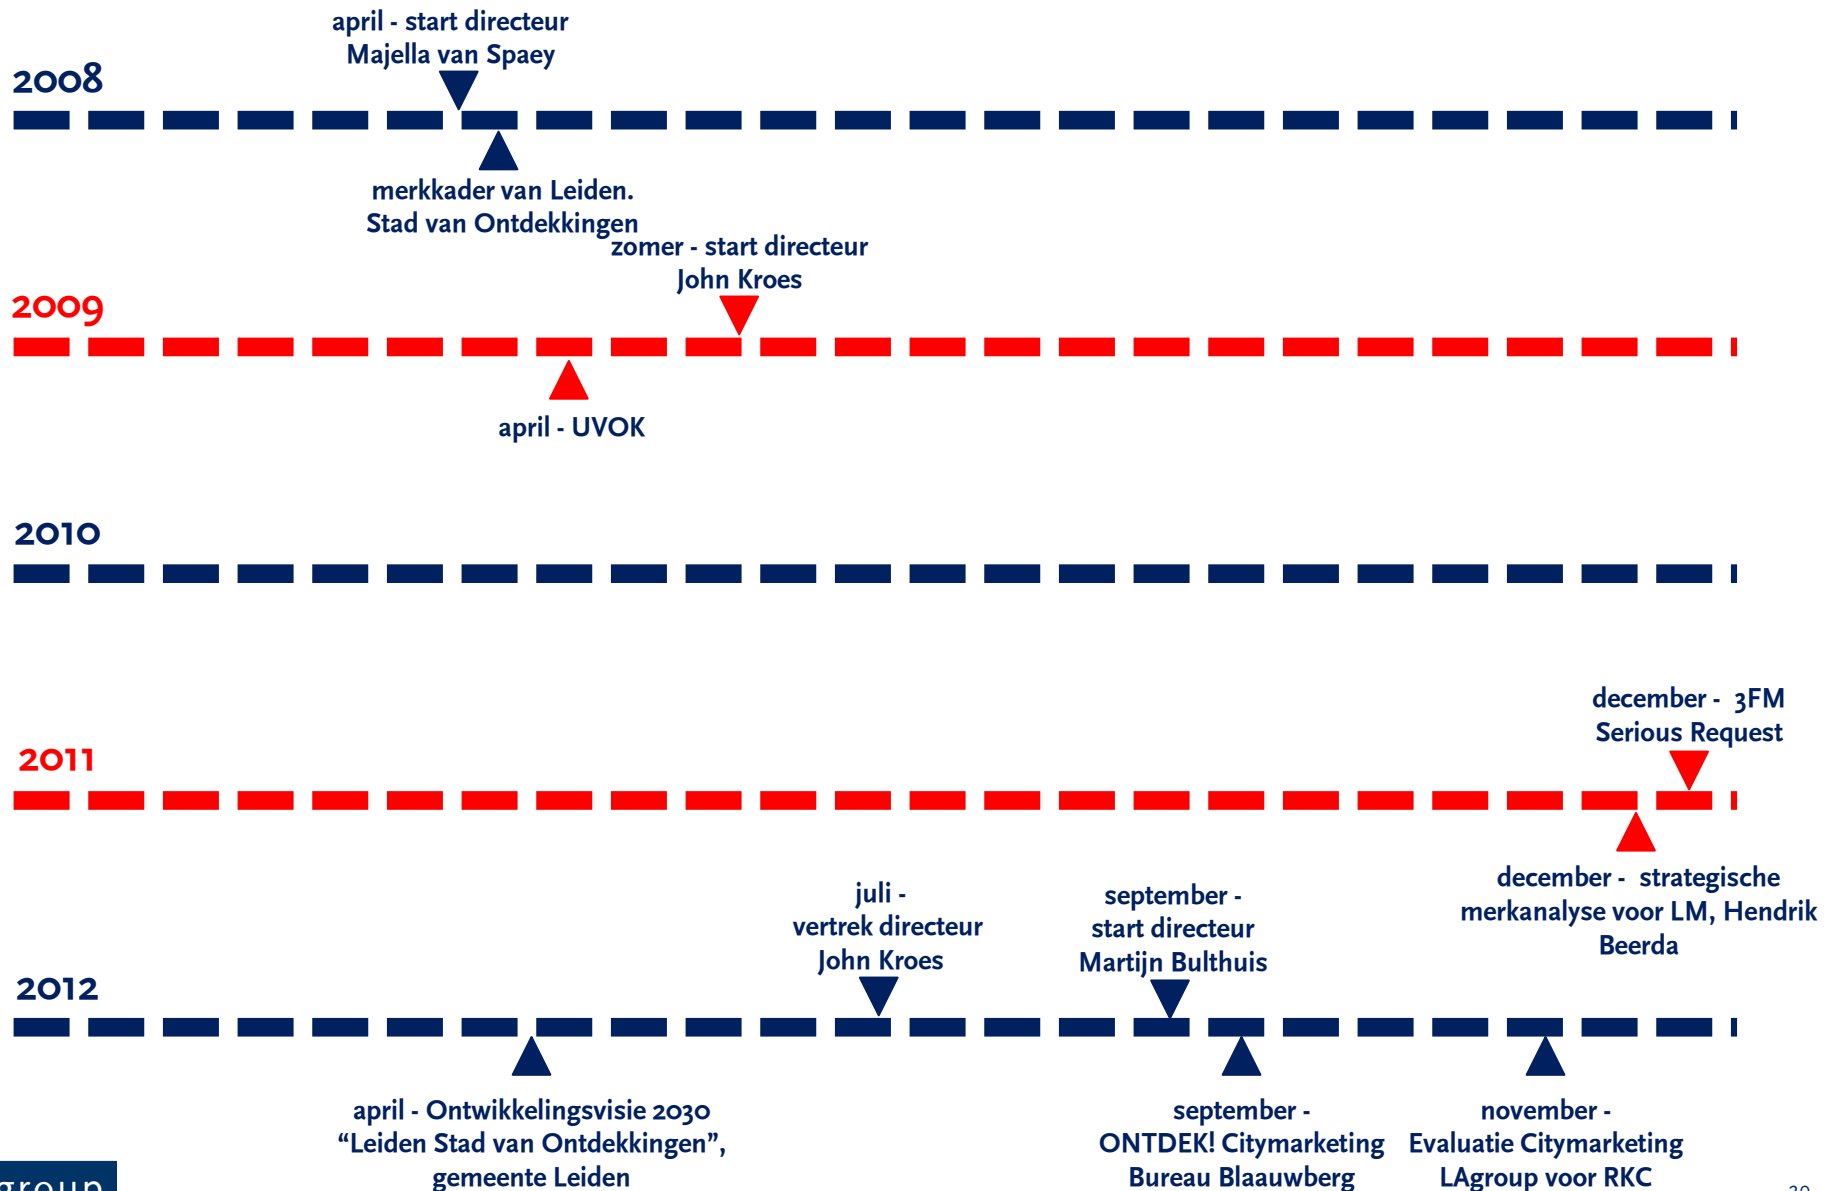 april - start directeur
Majella van Spaey
2008
merkkader van Leiden.
Stad van Ontdekkingen
zomer - start directeur
John Kroes
2009
april - UVOK
2010
december - 3FM
Serious Request
2011
december - strategische
merkanalyse voor LM, Hendrik
Beerda
juli -
vertrek directeur
John Kroes
september -
start directeur
Martijn Bulthuis
2012
april - Ontwikkelingsvisie 2030
“Leiden Stad van Ontdekkingen”,
gemeente Leiden
september -
ONTDEK! Citymarketing
Bureau Blaauwberg
november -
Evaluatie Citymarketing
LAgroup voor RKC
group